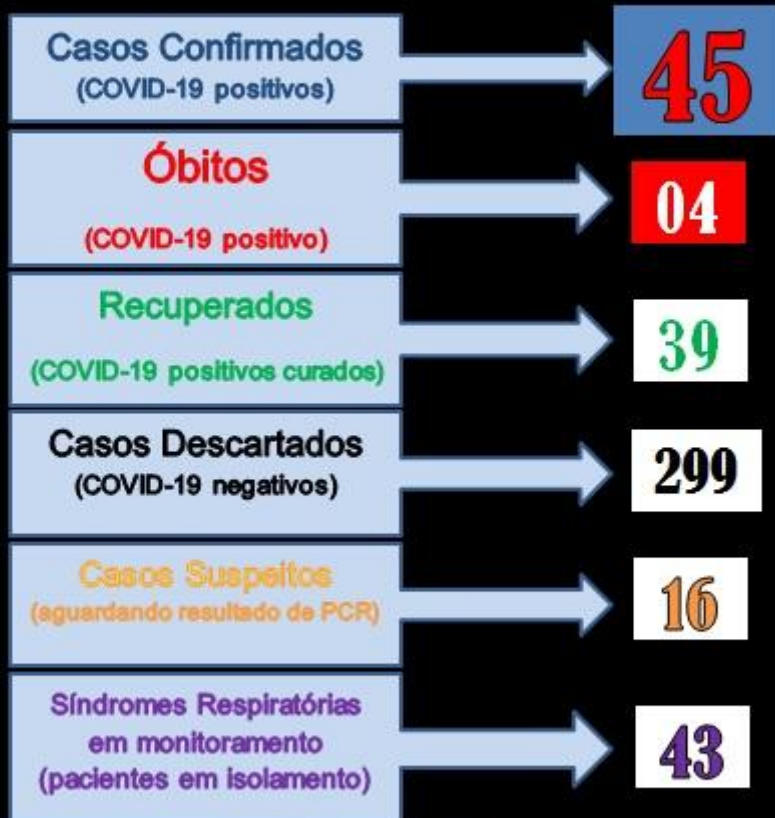 Casos Confirmados
(COVID-19 positivos)
45
Óbitos
(COVID-19 positivo)
04
Recuperados
(COVID-19 positivos curados)
39
Casos Descartados
(COVID-19 negativos)
299
Casos Suspeitos
(aguardando resultado de PCR)
16
Síndromes Respiratórias
em monitoramento
(pacientes em isolamento)
43